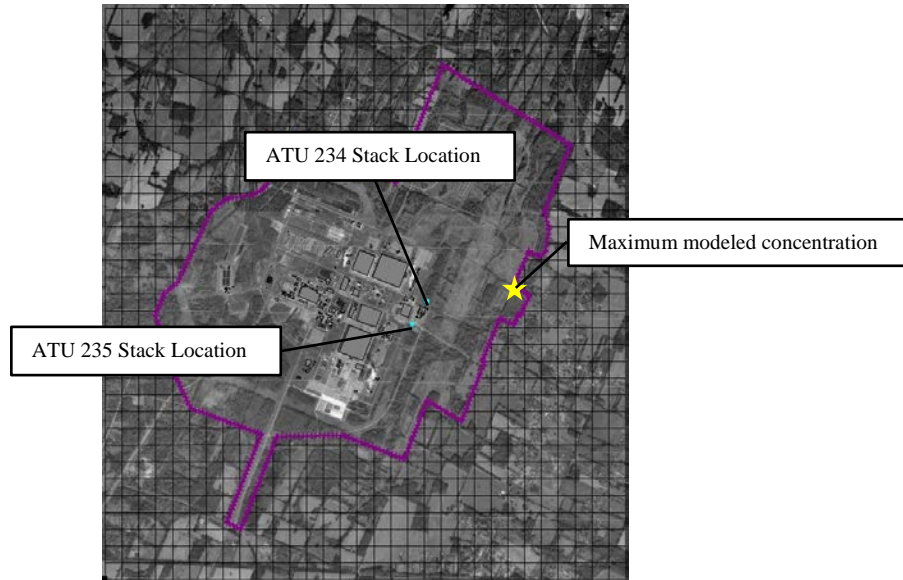 ATU 234 Stack Location
Maximum modeled concentration
ATU 235 Stack Location